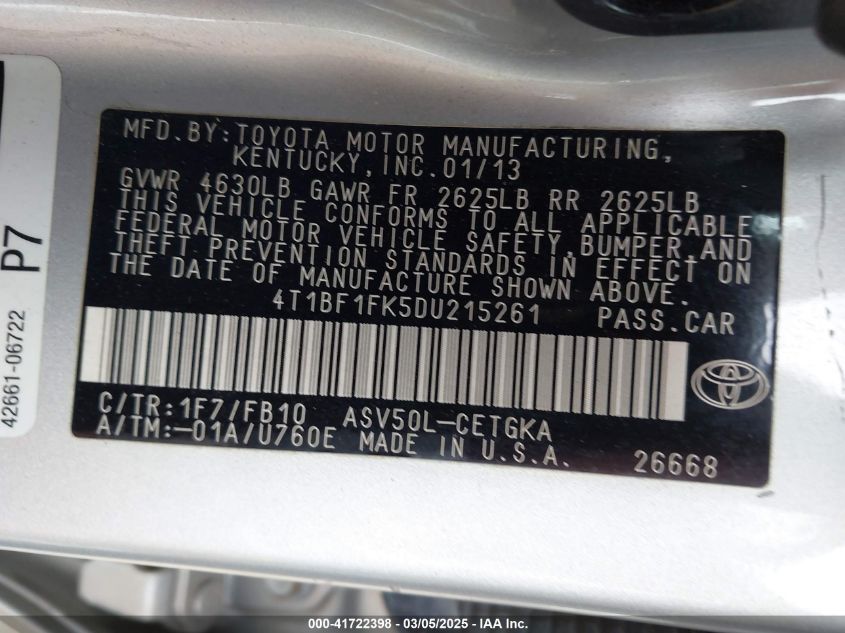 MFD.BY:TOYOTA MOTOR MANUFACTURING,
KENTUCKY,INC.01/13
GVWR 4630LB GAWR FR 2625LB RR 2625LB
THIS VEHICLE CONFORMS TO ALL APPLICABLE
FEDERAL MOTOR VEHICLE SAFETY,BUMPER,AND
THEFT PREVENTION STANDARDS IN EFFECT ON
THE DATE OF MANUFACTURE SHOWN ABOVE.
4T1BF1FK5DU215261 PASS.CAR
C/TR:1F7/FB10 ASV50L-CETGKA
A/TM:-01A/U760E MADE IN U.S.A. 26668
P7
42661-06722
000-41722398 - 03/05/2025 - IAA Inc.